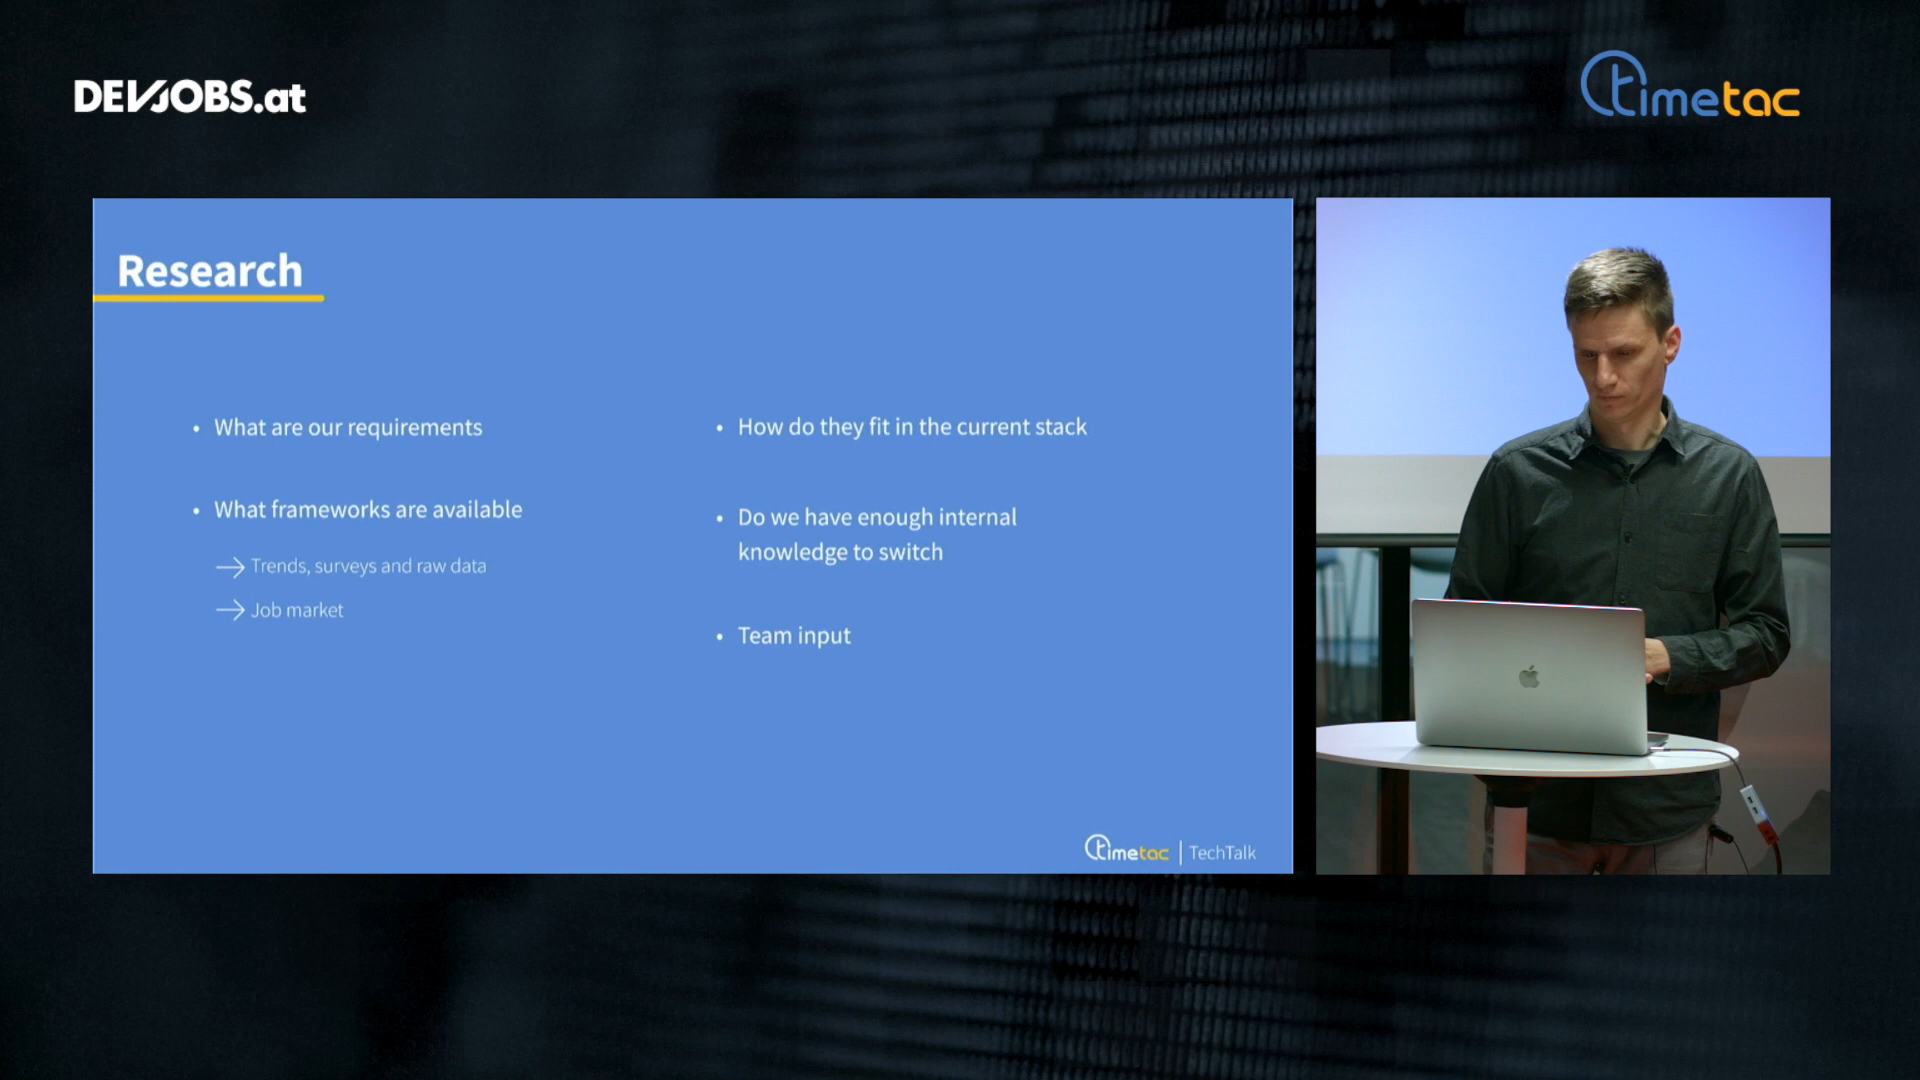 DEVJOBS.at
timetac
Research
• What are our requirements
• What frameworks are available
→ Trends, surveys and raw data
→ Job market
• How do they fit in the current stack
• Do we have enough internal
knowledge to switch
• Team input
timetac | TechTalk